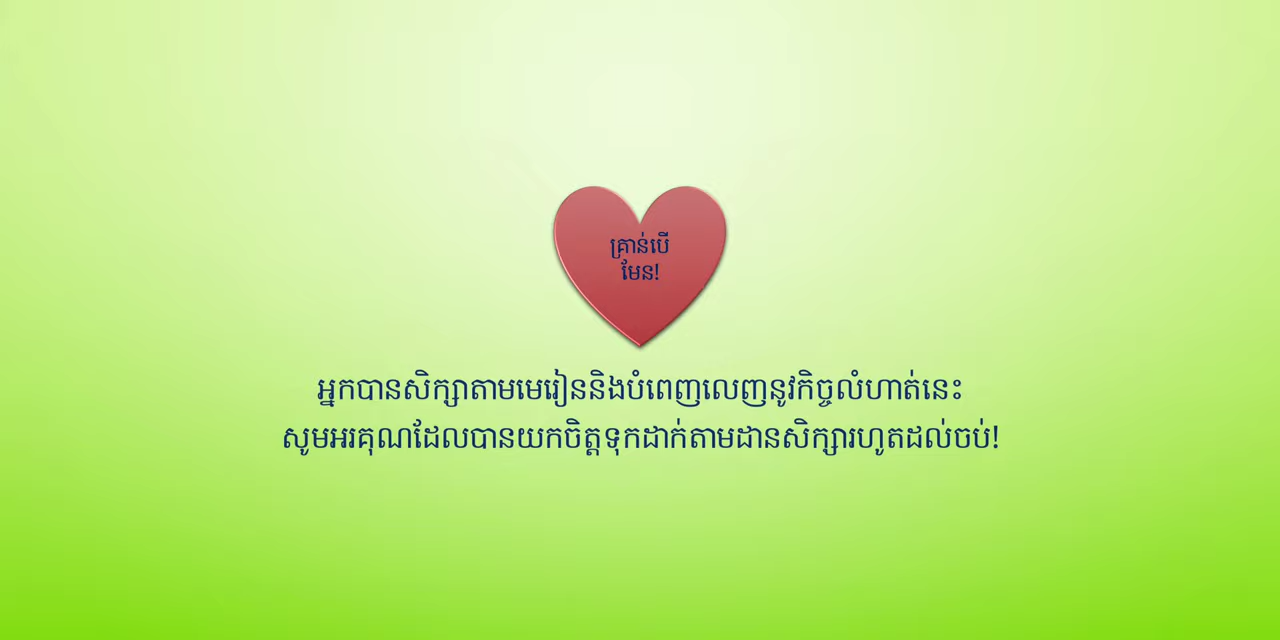 គ្រាន់បើ
មែន!
អ្នកបានសិក្សាតាមមេរៀននិងបំពេញលេញនូវកិច្ចលំហាត់នេះ
សូមអរគុណដែលបានយកចិត្តទុកដាក់តាមដានសិក្សារហូតដល់ចប់!